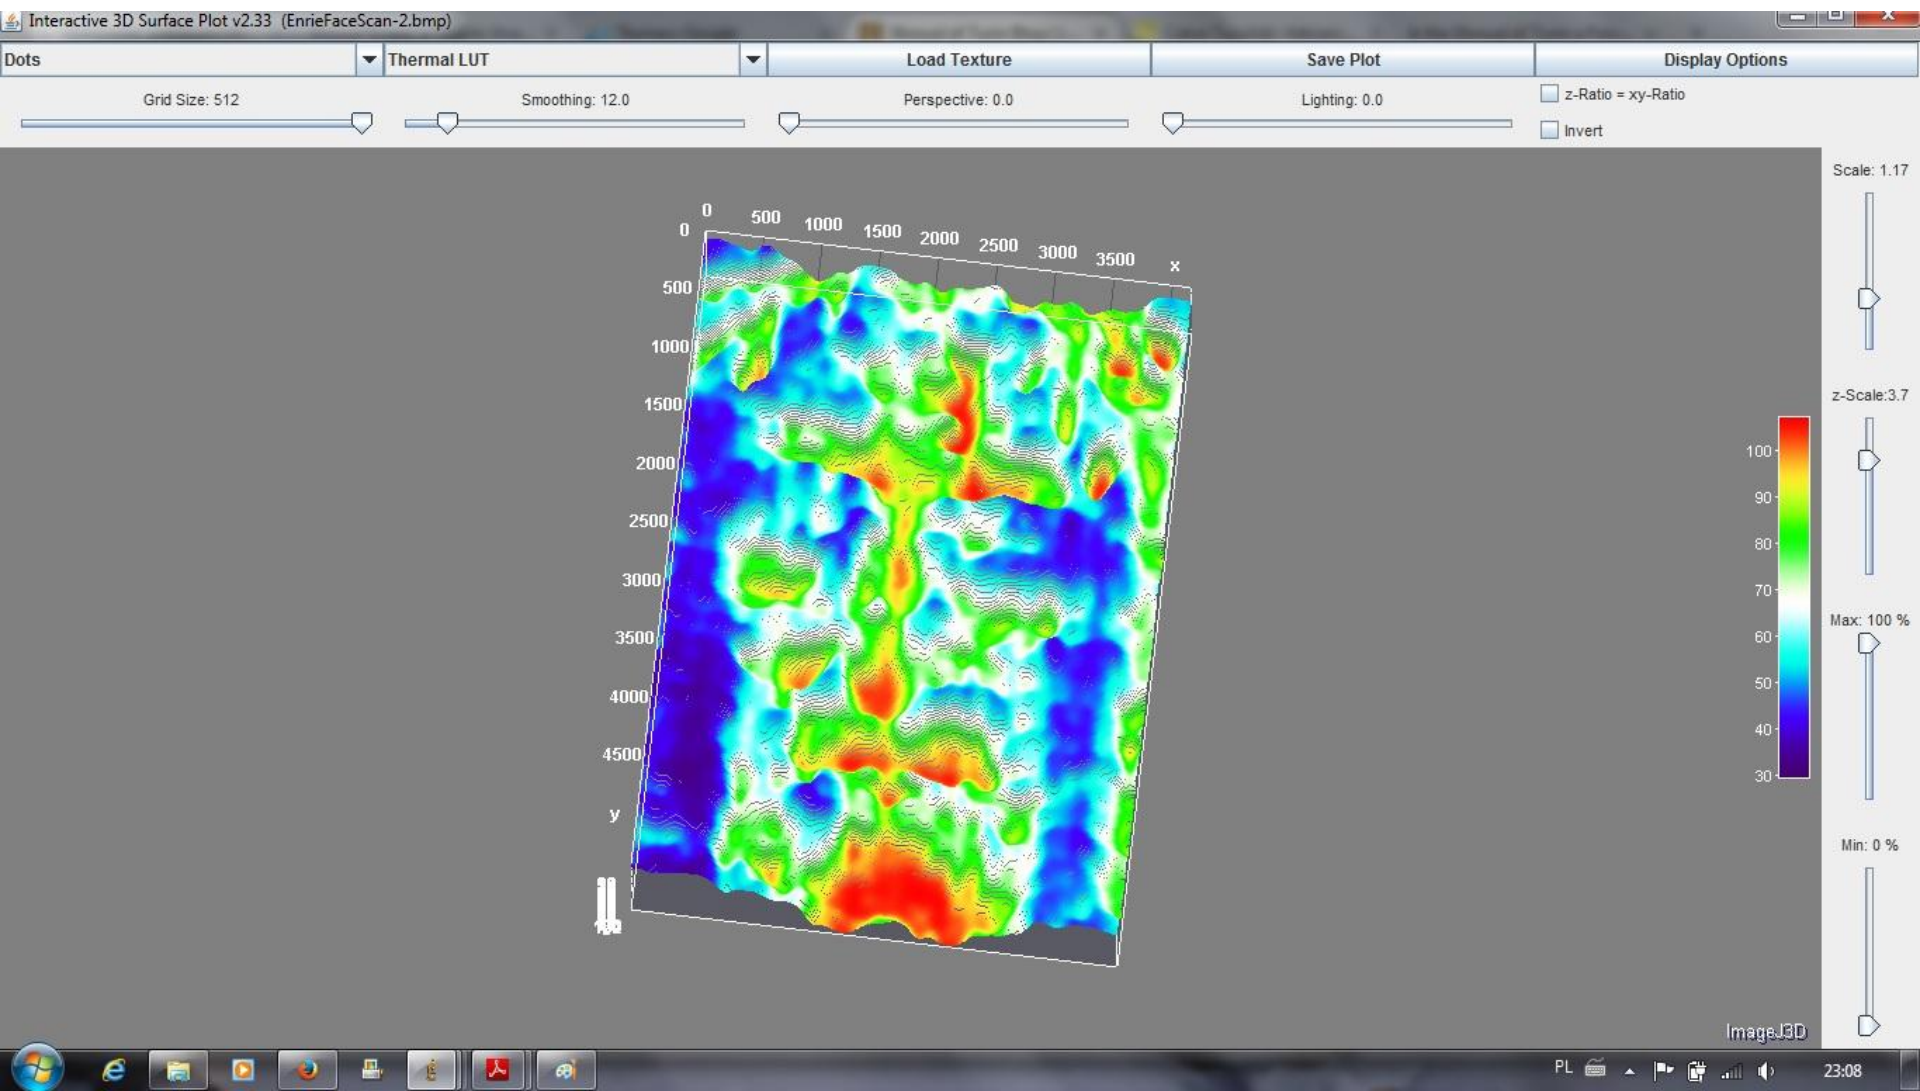 Interactive 3D Surface Plot v2.33 (EnrieFaceScan-2.bmp)
Dots Thermal LUT Load Texture Save Plot Display Options
Grid Size: 512 Smoothing: 12.0 Perspective: 0.0 Lighting: 0.0 z-Ratio = xy-Ratio
Invert
Scale: 1.17
0 500 1000 1500 2000 2500 3000 3500 x
0
500
1000
1500
2000
2500
3000
3500
4000
4500
y
z-Scale:3.7
100
90
80
70
60
50
40
30
Max: 100 %
Min: 0 %
ImageJ3D
PL 23:08